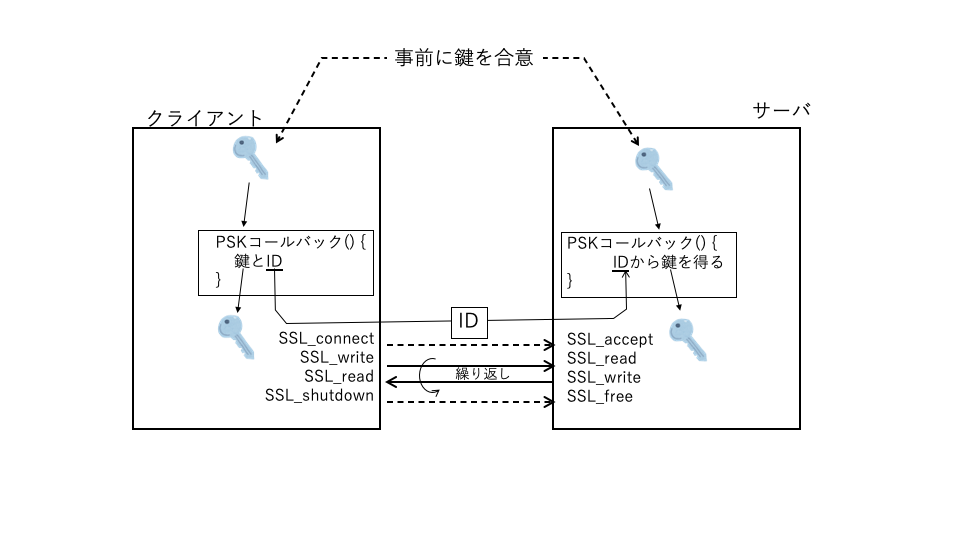 事前に鍵を合意
クライアント
サーバ
PSKコールバック() {
鍵とID
}
PSKコールバック() {
IDから鍵を得る
}
ID
SSL_connect
SSL_write
SSL_read
SSL_shutdown
繰り返し
SSL_accept
SSL_read
SSL_write
SSL_free